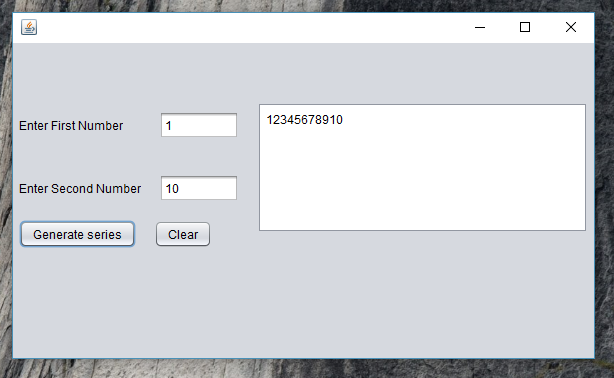 Enter First Number 1
12345678910
Enter Second Number 10
Generate series Clear